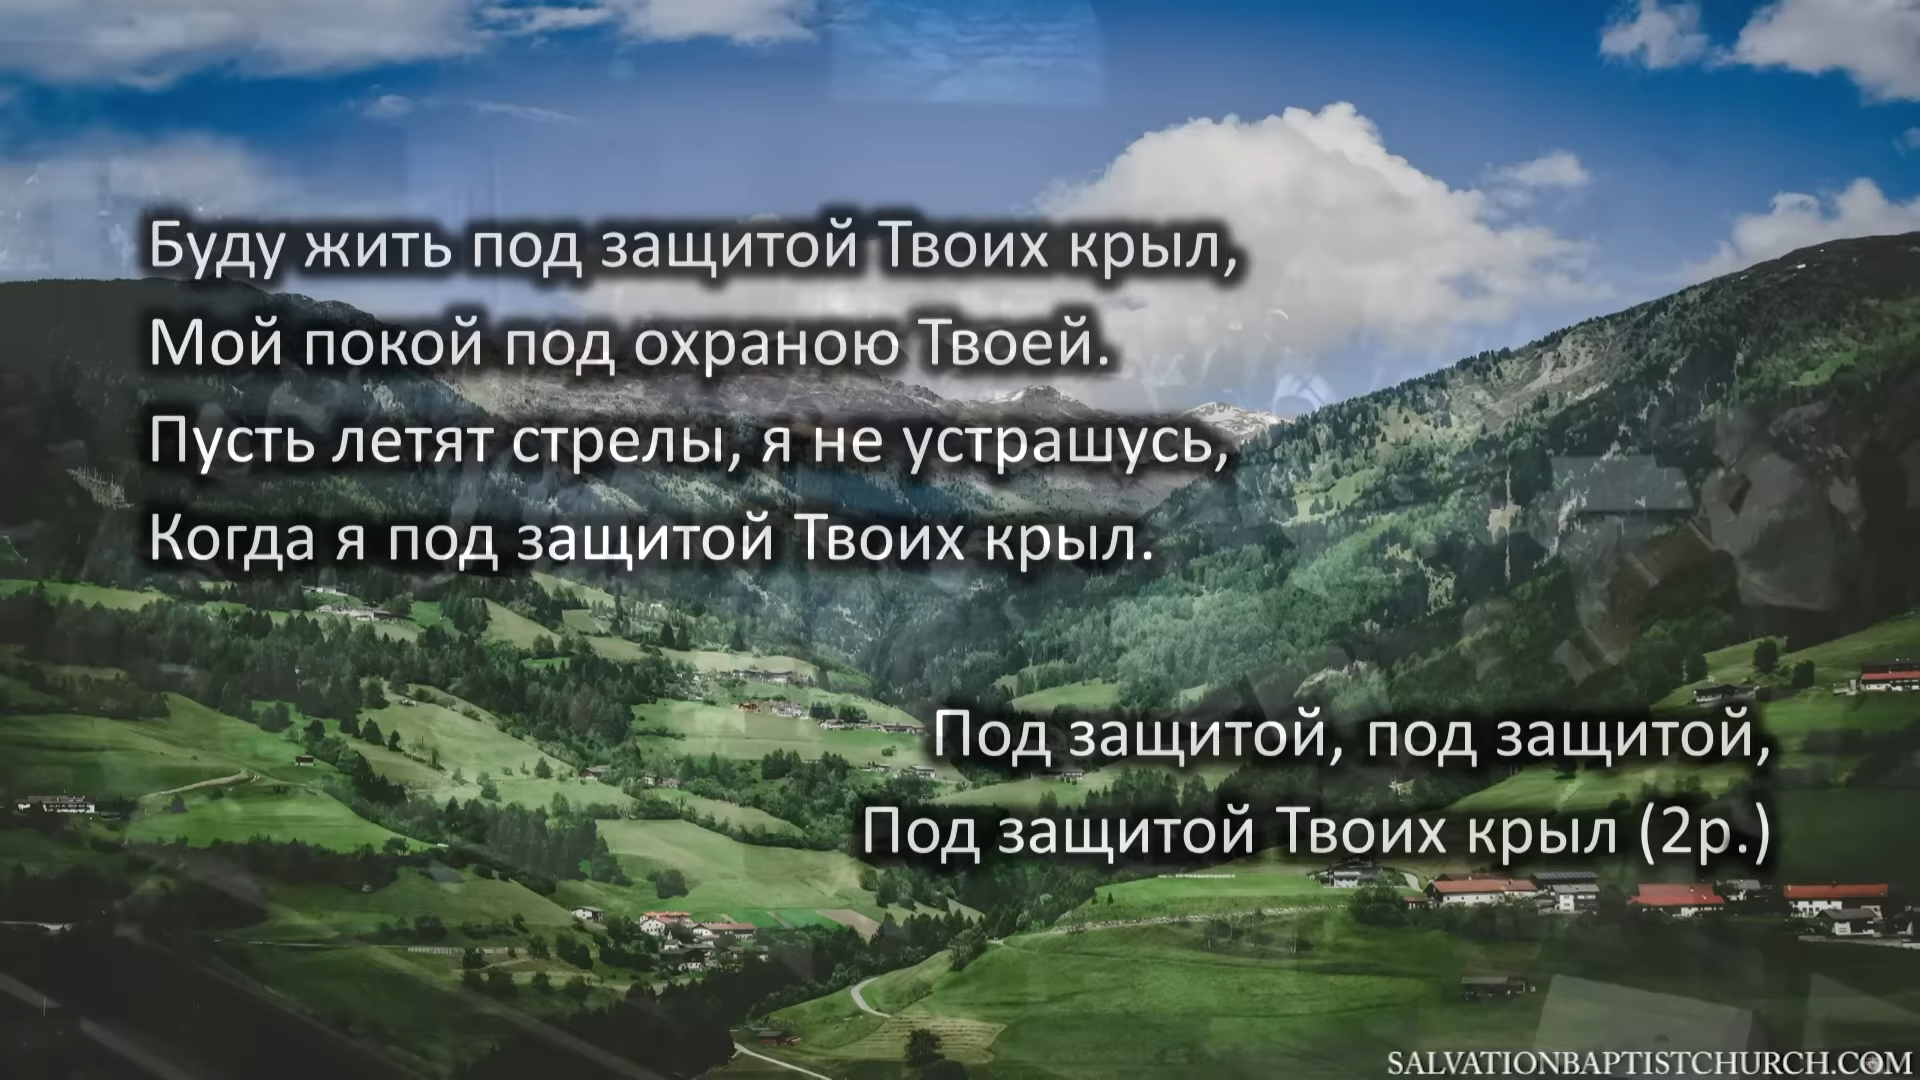 Буду жить под защитой Твоих крыл,
Мой покой под охраною Твоей.
Пусть летят стрелы, я не устрашусь,
Когда я под защитой Твоих крыл.
Под защитой, под защитой,
Под защитой Твоих крыл (2р.)
SALVATIONBAPTISTCHURCH.COM